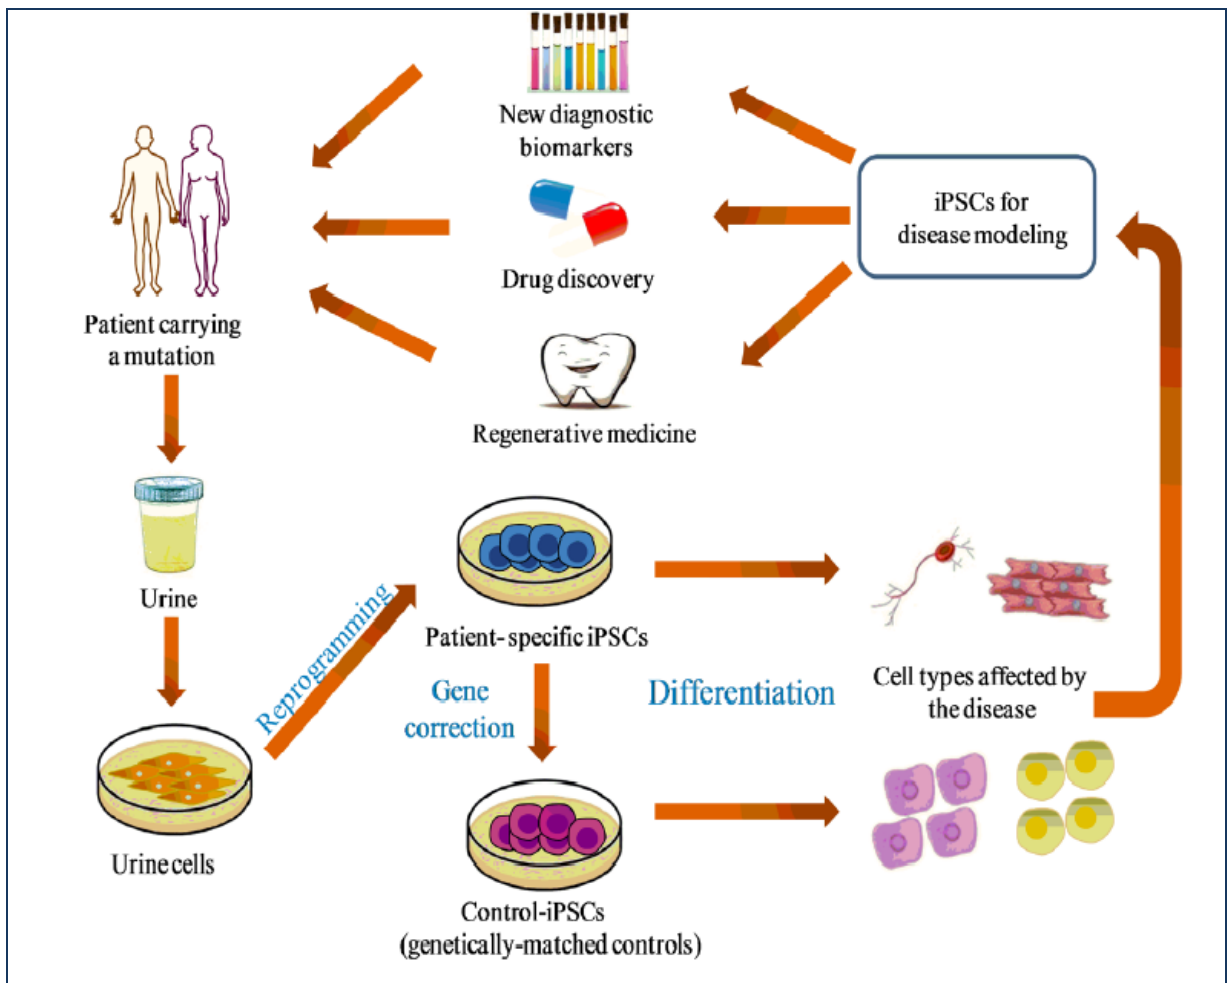 New diagnostic
biomarkers
iPSCs for
disease modeling
Drug discovery
Patient carrying
a mutation
Regenerative medicine
Urine
Reprogramming
Patient- specific iPSCs
Gene
correction
Differentiation
Cell types affected by
the disease
Urine cells
Control-iPSCs
(genetically-matched controls)